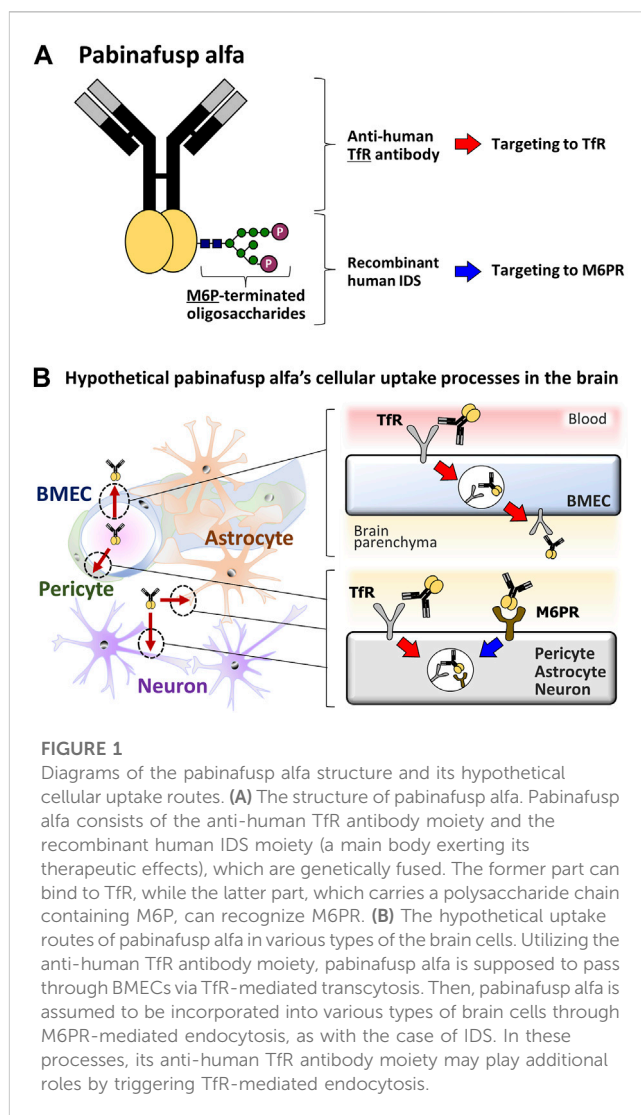 A Pabinafusp alfa
Anti-human
TfR antibody
Targeting to TfR
P
P
M6P-terminated
oligosaccharides
Recombinant
human IDS
Targeting to M6PR
B Hypothetical pabinafusp alfa's cellular uptake processes in the brain
BMEC
Astrocyte
Pericyte
Neuron
TfR
Blood
BMEC
Brain
parenchyma
TfR
M6PR
Pericyte
Astrocyte
Neuron
FIGURE 1
Diagrams of the pabinafusp alfa structure and its hypothetical
cellular uptake routes. (A) The structure of pabinafusp alfa. Pabinafusp
alfa consists of the anti-human TfR antibody moiety and the
recombinant human IDS moiety (a main body exerting its
therapeutic effects), which are genetically fused. The former part can
bind to TfR, while the latter part, which carries a polysaccharide chain
containing M6P, can recognize M6PR. (B) The hypothetical uptake
routes of pabinafusp alfa in various types of the brain cells. Utilizing the
anti-human TfR antibody moiety, pabinafusp alfa is supposed to pass
through BMECs via TfR-mediated transcytosis. Then, pabinafusp alfa is
assumed to be incorporated into various types of brain cells through
M6PR-mediated endocytosis, as with the case of IDS. In these
processes, its anti-human TfR antibody moiety may play additional
roles by triggering TfR-mediated endocytosis.